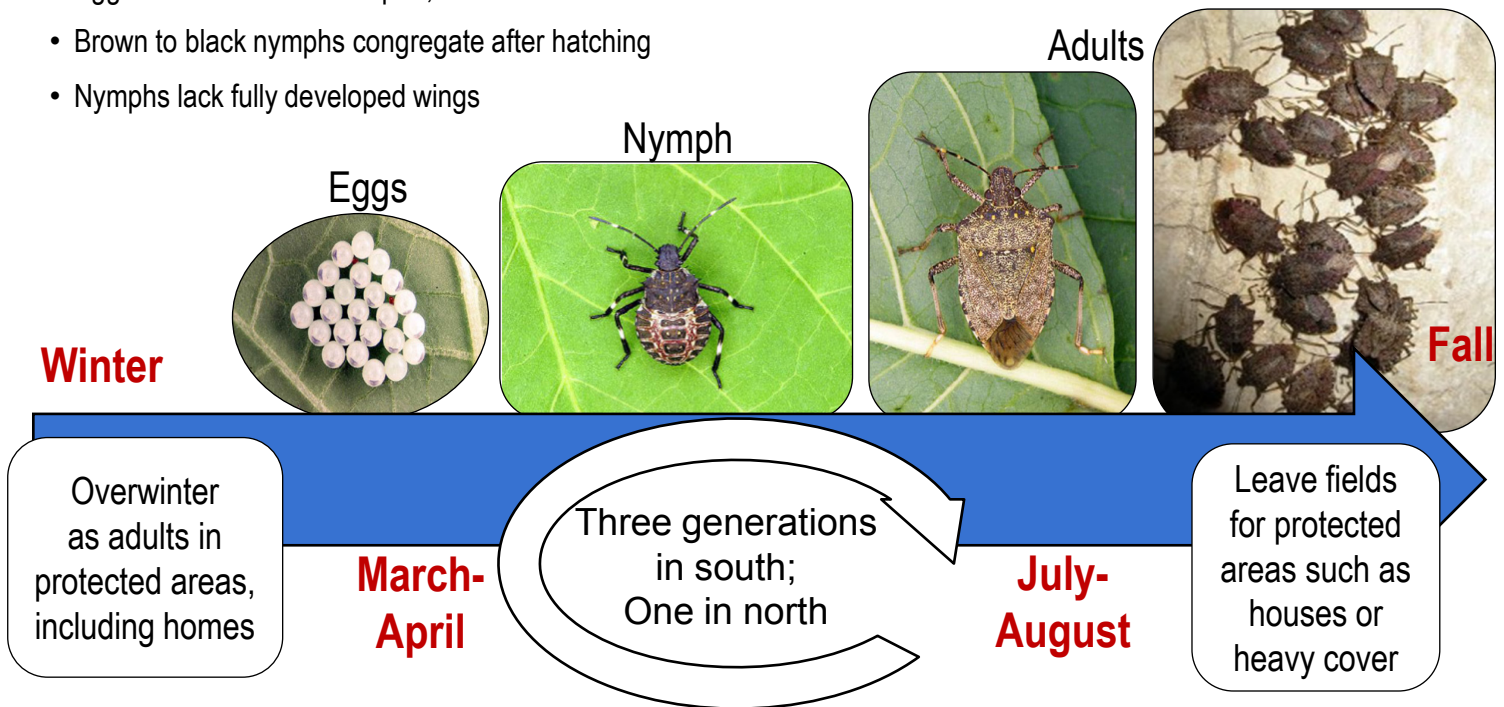 • Brown to black nymphs congregate after hatching
• Nymphs lack fully developed wings
Eggs
Nymph
Adults
Winter
Fall
Overwinter
as adults in
protected areas,
including homes
March-
April
Three generations
in south;
One in north
July-
August
Leave fields
for protected
areas such as
houses or
heavy cover